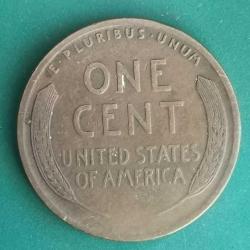 E·PLURIBUS·UNUM
ONE
CENT
UNITED STATES
OF AMERICA